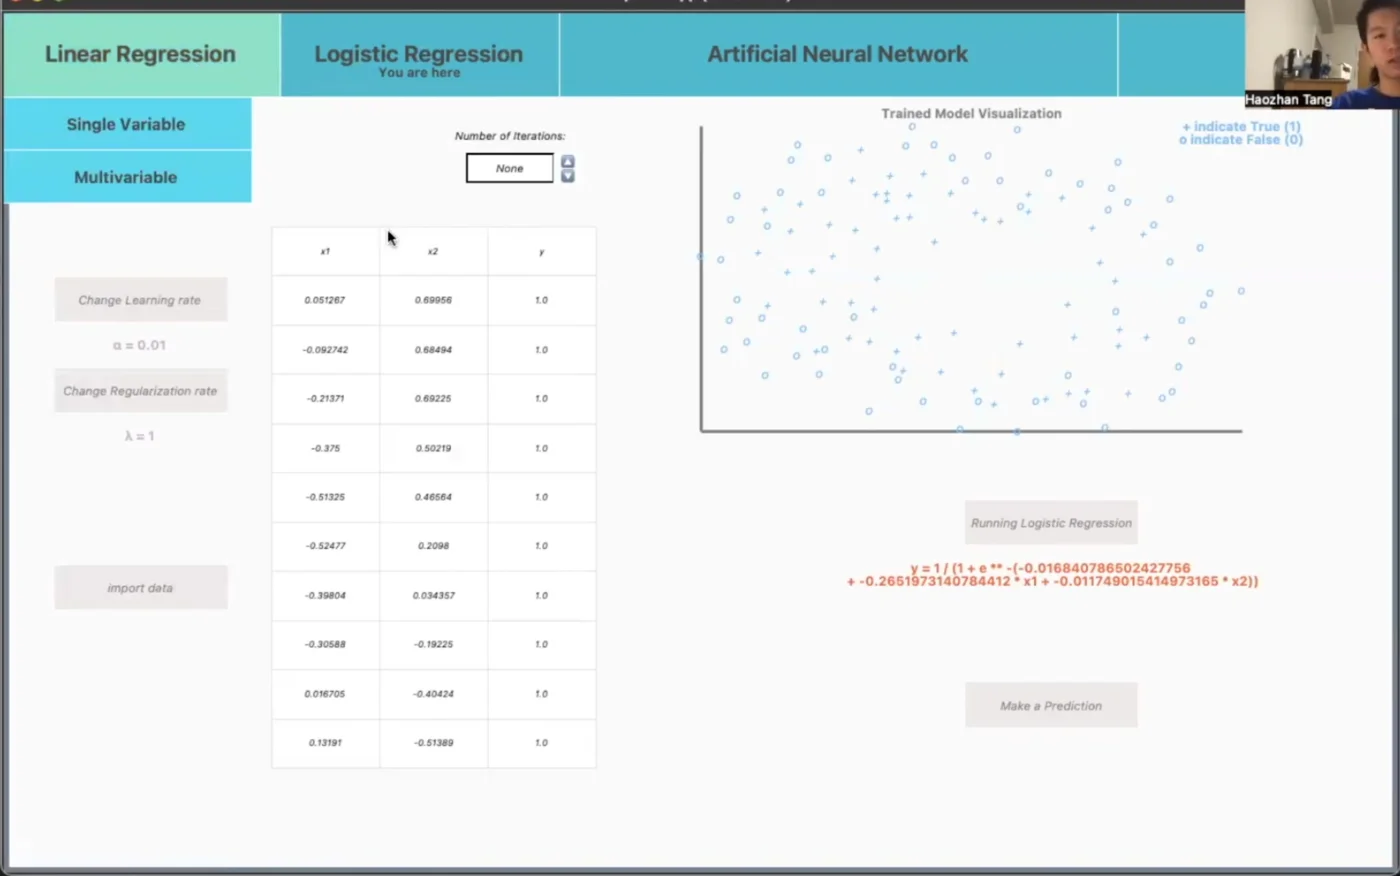 Linear Regression
Logistic Regression
You are here
Artificial Neural Network
Haozhan Tang
Single Variable
Multivariable
Number of Iterations:
None
Trained Model Visualization
+ indicate True (1)
o indicate False (0)
x1 x2 y
0.051267 0.69956 1.0
-0.092742 0.68494 1.0
-0.21371 0.69225 1.0
-0.375 0.50219 1.0
-0.51325 0.46564 1.0
-0.52477 0.2098 1.0
-0.39804 0.034357 1.0
-0.30588 -0.19225 1.0
0.016705 -0.40424 1.0
0.13191 -0.51389 1.0
Change Learning rate
α = 0.01
Change Regularization rate
λ = 1
import data
Running Logistic Regression
y = 1 / (1 + e ** -(-0.016840786502427756
+ -0.2651973140784412 * x1 + -0.011749015414973165 * x2))
Make a Prediction